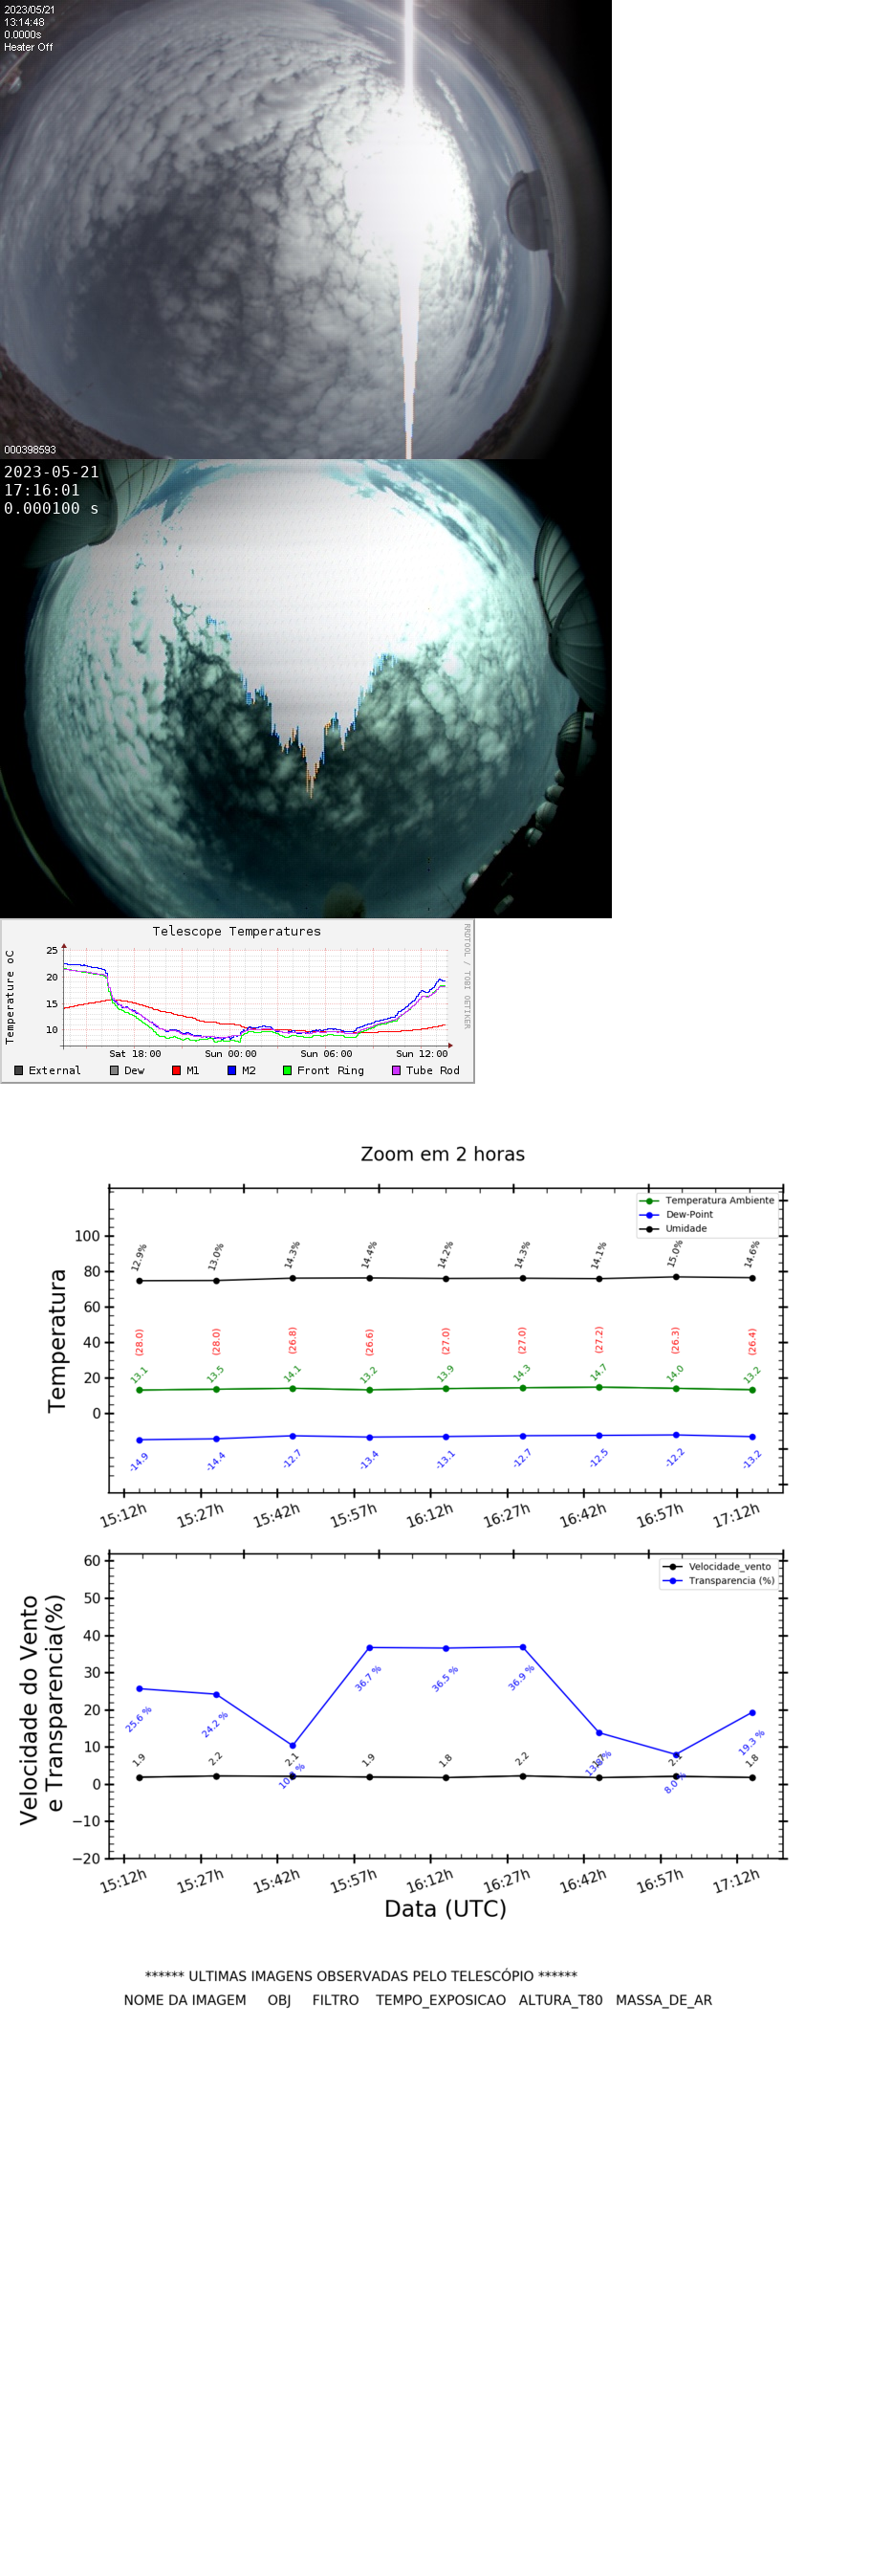 2023/05/21
13:14:48
0.0000s
Heater Off
000398593
2023-05-21
17:16:01
0.000100 s
Telescope Temperatures
RRDTOOL / TOBI OETIKER
Temperature oC
25
20
15
10
Sat 18:00 Sun 00:00 Sun 06:00 Sun 12:00
External Dew M1 M2 Front Ring Tube Rod
Zoom em 2 horas
Temperatura Ambiente
Dew-Point
Umidade
Temperatura
100
80
60
40
20
0
12.9% 13.0% 14.3% 14.4% 14.2% 14.3% 14.1% 15.0% 14.6%
(28.0) (28.0) (26.8) (26.6) (27.0) (27.0) (27.2) (26.3) (26.4)
13.1 13.5 14.1 13.2 13.9 14.3 14.7 14.0 13.2
-14.9 -14.4 -12.7 -13.4 -13.1 -12.7 -12.5 -12.2 -13.2
15:12h 15:27h 15:42h 15:57h 16:12h 16:27h 16:42h 16:57h 17:12h
Velocidade_vento
Transparencia (%)
Velocidade do Vento
e Transparencia(%)
60
50
40
30
20
10
0
−10
−20
25.6 % 24.2 % 36.7 % 36.5 % 36.9 % 8.0 % 19.3 %
1.9 2.2 2.1 1.9 1.8 2.2 1.8
15:12h 15:27h 15:42h 15:57h 16:12h 16:27h 16:42h 16:57h 17:12h
Data (UTC)
****** ULTIMAS IMAGENS OBSERVADAS PELO TELESCÓPIO ******
NOME DA IMAGEM OBJ FILTRO TEMPO_EXPOSICAO ALTURA_T80 MASSA_DE_AR